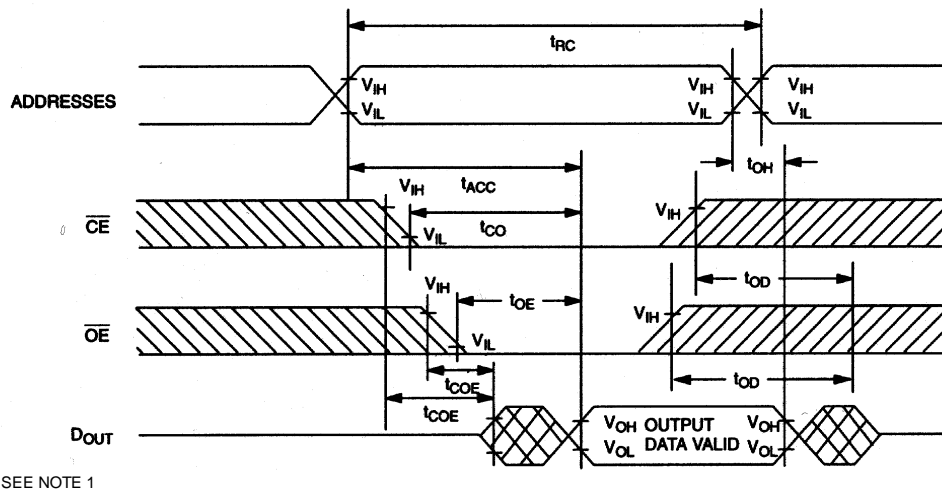 tRC
ADDRESSES
VIH
VIL
VIH
VIL
VIH
VIL
tOH
tACC
CE
VIH
VIL
tCO
VIH
tOD
OE
VIH
VIL
tOE
VIH
tOD
tCOE
tCOE
DOUT
VOH OUTPUT VOH
VOL DATA VALID VOL
SEE NOTE 1